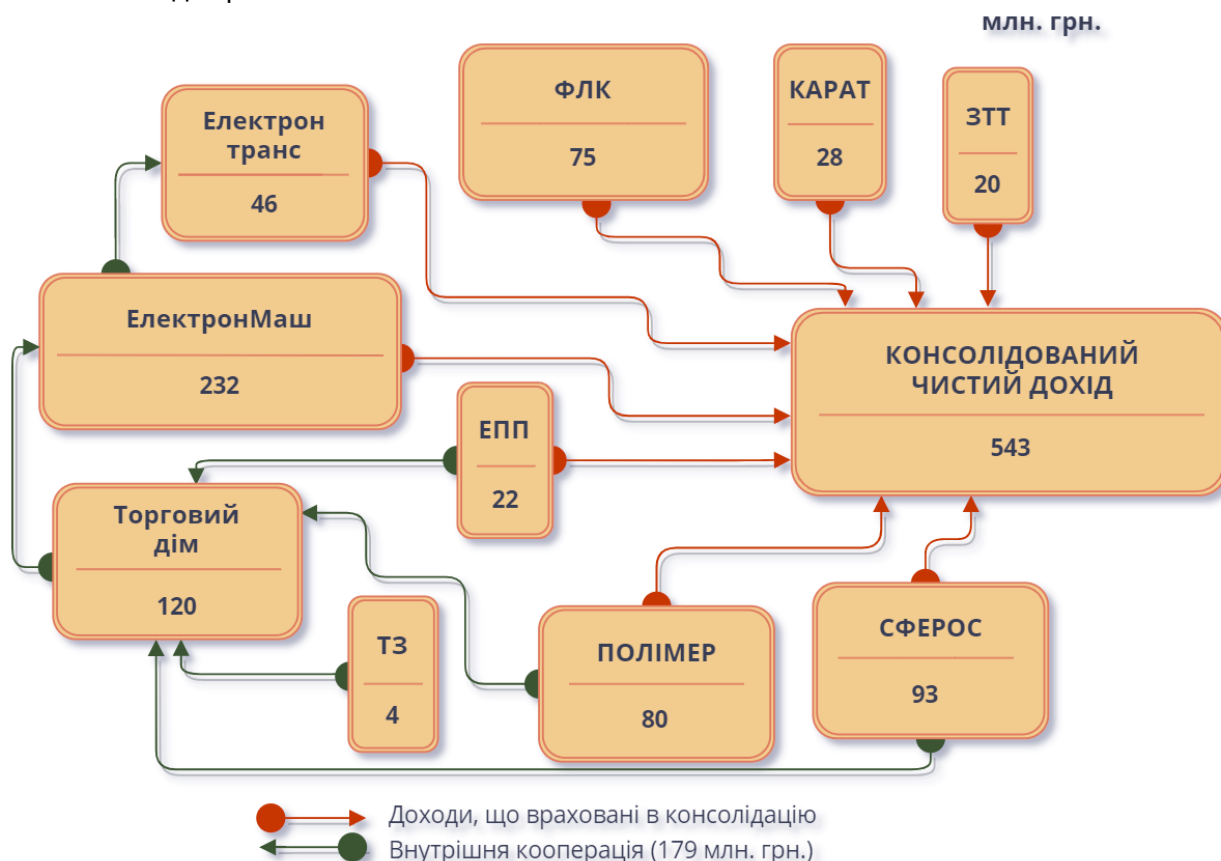 млн. грн.
ФЛК
75
КАРАТ
28
ЗТТ
20
Електрон
транс
46
ЕлектронМаш
232
КОНСОЛІДОВАНИЙ
ЧИСТИЙ ДОХІД
543
ЕПП
22
Торговий
дім
120
ТЗ
4
ПОЛІМЕР
80
СФЕРОС
93
Доходи, що враховані в консолідацію
Внутрішня кооперація (179 млн. грн.)